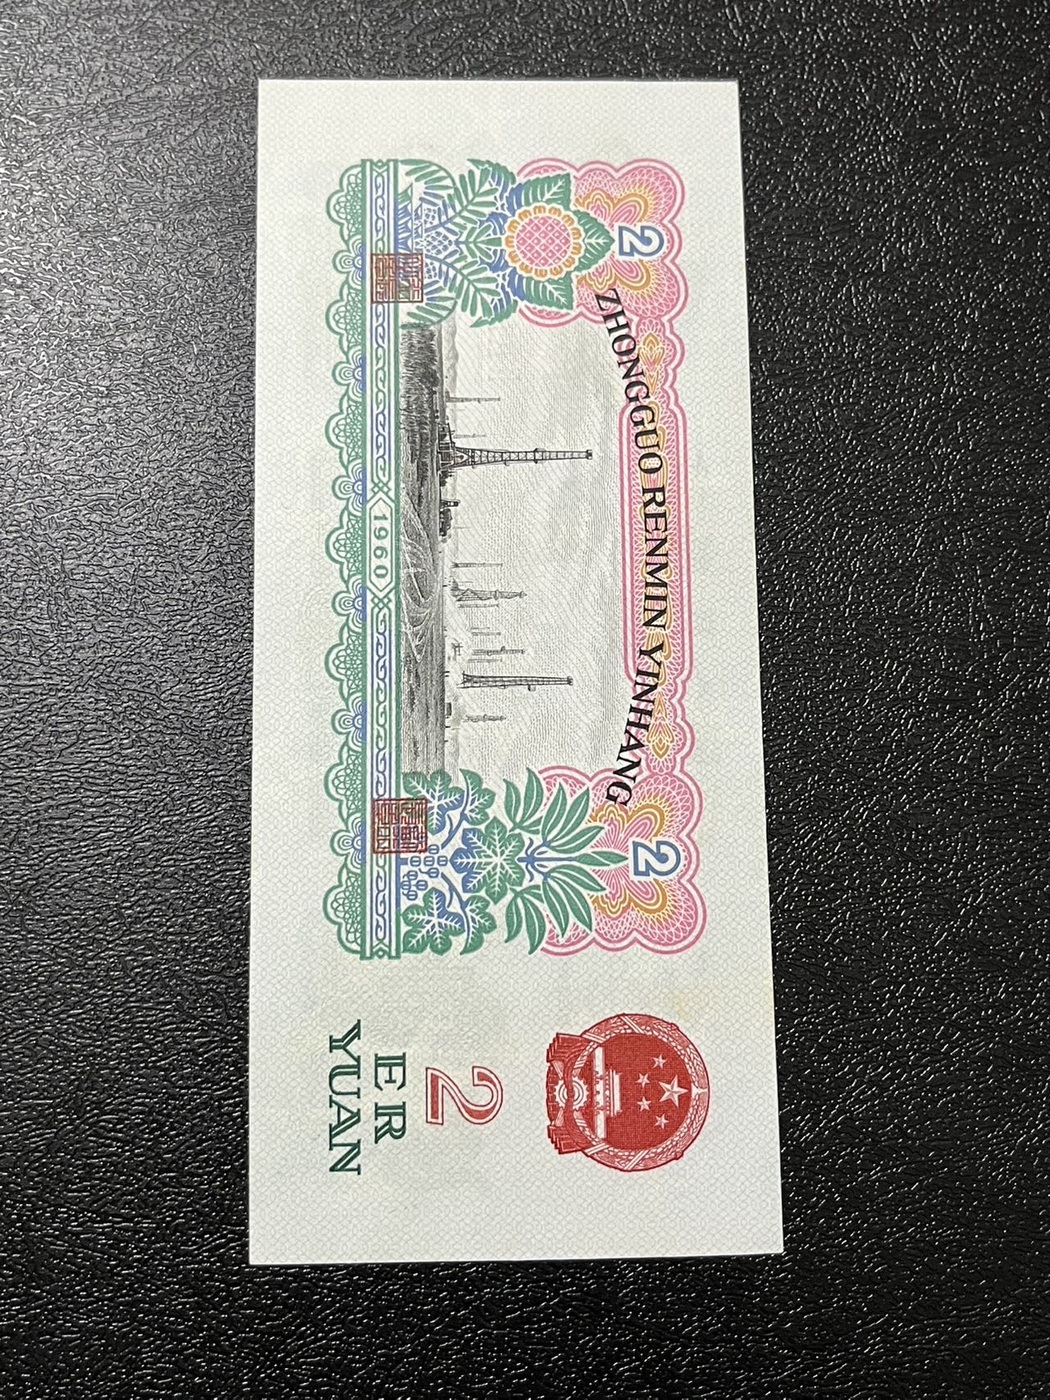 ZHONGGUO RENMIN YINHANG
2
2
1960
2
ER
YUAN